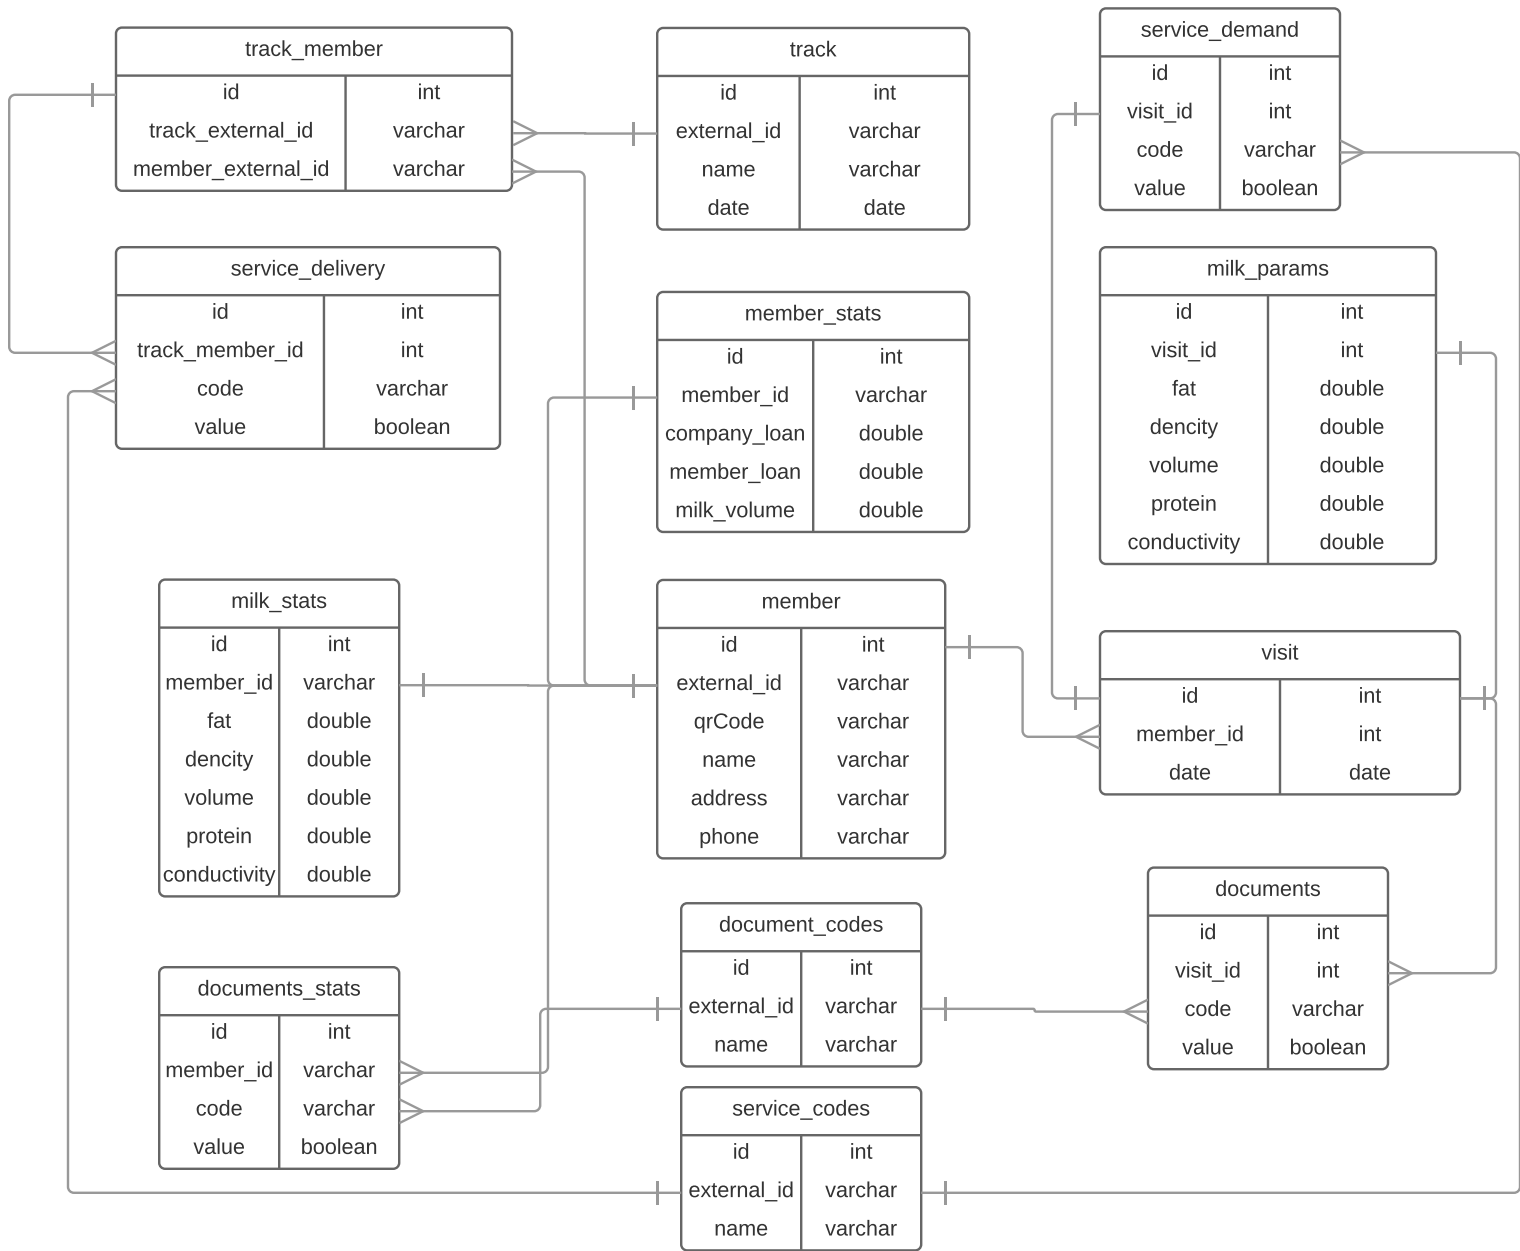 track_member
id int
track_external_id varchar
member_external_id varchar
track
id int
external_id varchar
name varchar
date date
service_demand
id int
visit_id int
code varchar
value boolean
service_delivery
id int
track_member_id int
code varchar
value boolean
member_stats
id int
member_id varchar
company_loan double
member_loan double
milk_volume double
milk_params
id int
visit_id int
fat double
dencity double
volume double
protein double
conductivity double
milk_stats
id int
member_id varchar
fat double
dencity double
volume double
protein double
conductivity double
member
id int
external_id varchar
qrCode varchar
name varchar
address varchar
phone varchar
visit
id int
member_id int
date date
documents_stats
id int
member_id varchar
code varchar
value boolean
document_codes
id int
external_id varchar
name varchar
documents
id int
visit_id int
code varchar
value boolean
service_codes
id int
external_id varchar
name varchar